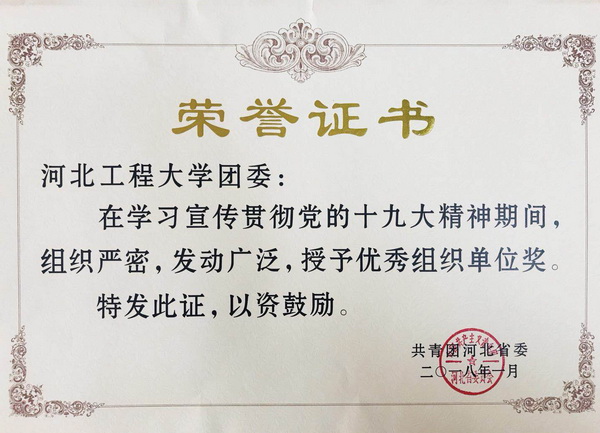 荣誉证书
河北工程大学团委：
在学习宣传贯彻党的十九大精神期间，
组织严密，发动广泛，授予优秀组织单位奖。
特发此证，以资鼓励。
共青团河北省委
二〇一八年一月